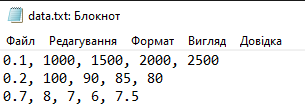 data.txt: Блокнот
Файл Редагування Формат Вигляд Довідка
0.1, 1000, 1500, 2000, 2500
0.2, 100, 90, 85, 80
0.7, 8, 7, 6, 7.5